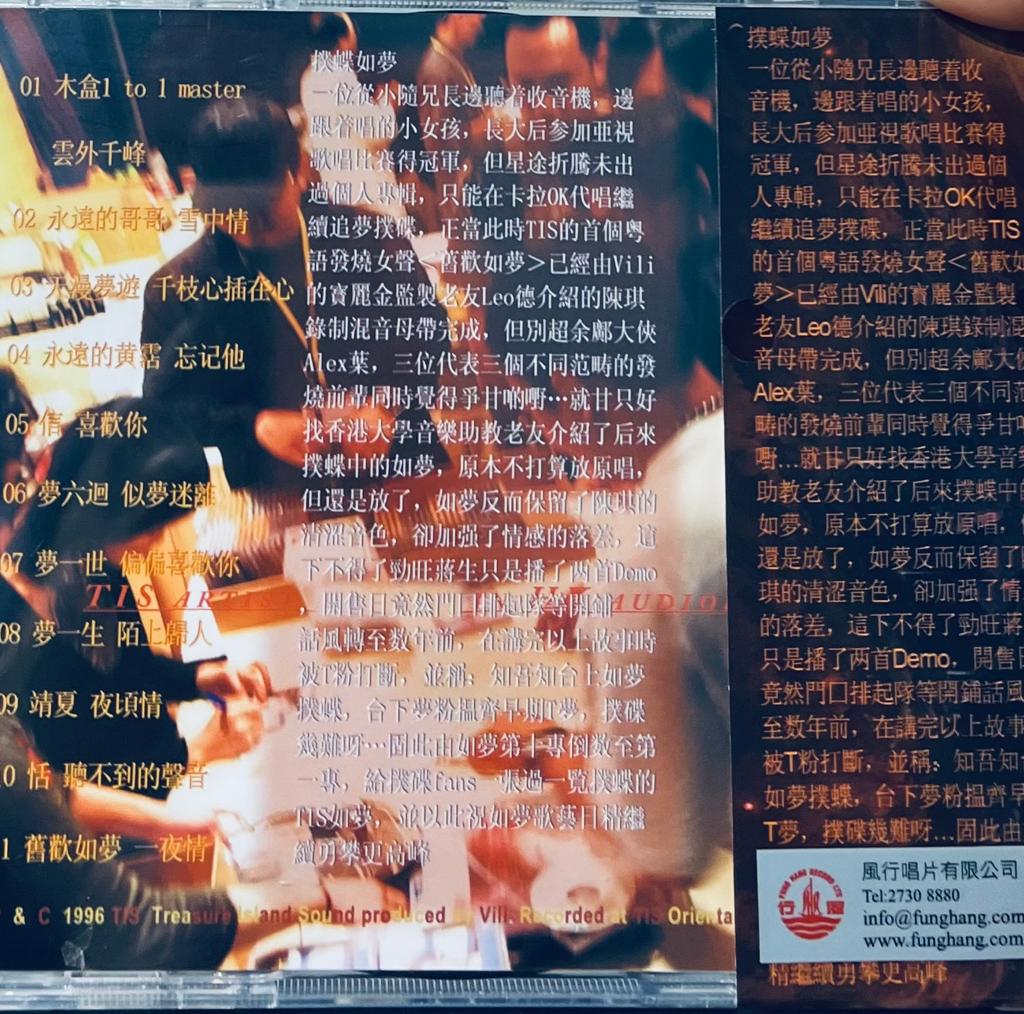 01 木盒1 to 1 master
雲外千峰
02 永遠的哥哥 雪中情
03 天漫夢遊 千枝心插在心
04 永遠的黄霑 忘记他
05 信 喜歡你
06 夢六迴 似夢迷離
07 夢一世 偏偏喜歡你
08 夢一生 陌上歸人
09 靖夏 夜頃情
10 恬 聽不到的聲音
1 舊歡如夢 一夜情
撲蝶如夢
一位從小隨兄長邊聽着收音機，邊
跟着唱的小女孩，長大后参加亜視
歌唱比賽得冠軍，但星途折騰未出
過個人專輯，只能在卡拉OK代唱繼
續追夢撲碟，正當此時TIS的首個粵
語發燒女聲＜舊歡如夢＞已經由Vili
的寶麗金監製老友Leo德介紹的陳琪
錄制混音母帶完成，但別超余鄺大俠
Alex葉，三位代表三個不同范畴的發
燒前輩同時覺得爭甘啲嘢…就甘只好
找香港大學音樂助教老友介紹了后來
撲蝶中的如夢，原本不打算放原唱，
但還是放了，如夢反而保留了陳琪的
清涩音色，卻加强了情感的落差，這
下不得了勁旺蔣生只是播了两首Demo
，開售日竟然門口排起隊等開鋪
話風轉至数年前，在講完以上故事時
被T粉打斷，並稱：知吾知台上如夢
撲蝶，台下夢粉搵齊早期T夢，撲碟
幾難呀…固此由如夢第十專倒数至第
一專，給撲碟fans一張過一覧撲蝶的
TIS如夢，並以此祝如夢歌藝日精繼
續勇攀更高峰
TIS ARTIST AUDIO
& C 1996 TIS Treasure Island Sound produced by Vili. Recorded at TIS Orienta
撲蝶如夢
一位從小隨兄長邊聽着收
音機，邊跟着唱的小女孩，
長大后参加亜視歌唱比賽得
冠軍，但星途折騰未出過個
人專輯，只能在卡拉OK代唱
繼續追夢撲碟，正當此時TIS
的首個粵語發燒女聲＜舊歡如
夢＞已經由Vili的寶麗金監製
老友Leo德介紹的陳琪錄制混
音母帶完成，但別超余鄺大俠
Alex葉，三位代表三個不同范
畴的發燒前輩同時覺得爭甘啲
嘢…就甘只好找香港大學音樂
助教老友介紹了后來撲蝶中的
如夢，原本不打算放原唱，但
還是放了，如夢反而保留了陳
琪的清涩音色，卻加强了情感
的落差，這下不得了勁旺蔣生
只是播了两首Demo，開售日
竟然門口排起隊等開鋪話風
至数年前，在講完以上故事
被T粉打斷，並稱：知吾知台
如夢撲蝶，台下夢粉搵齊早
T夢，撲碟幾難呀…固此由
風行唱片有限公司
Tel:2730 8880
info@funghang.com
www.funghang.com
FUNG HANG RECORD LTD
行風
精繼續勇攀更高峰